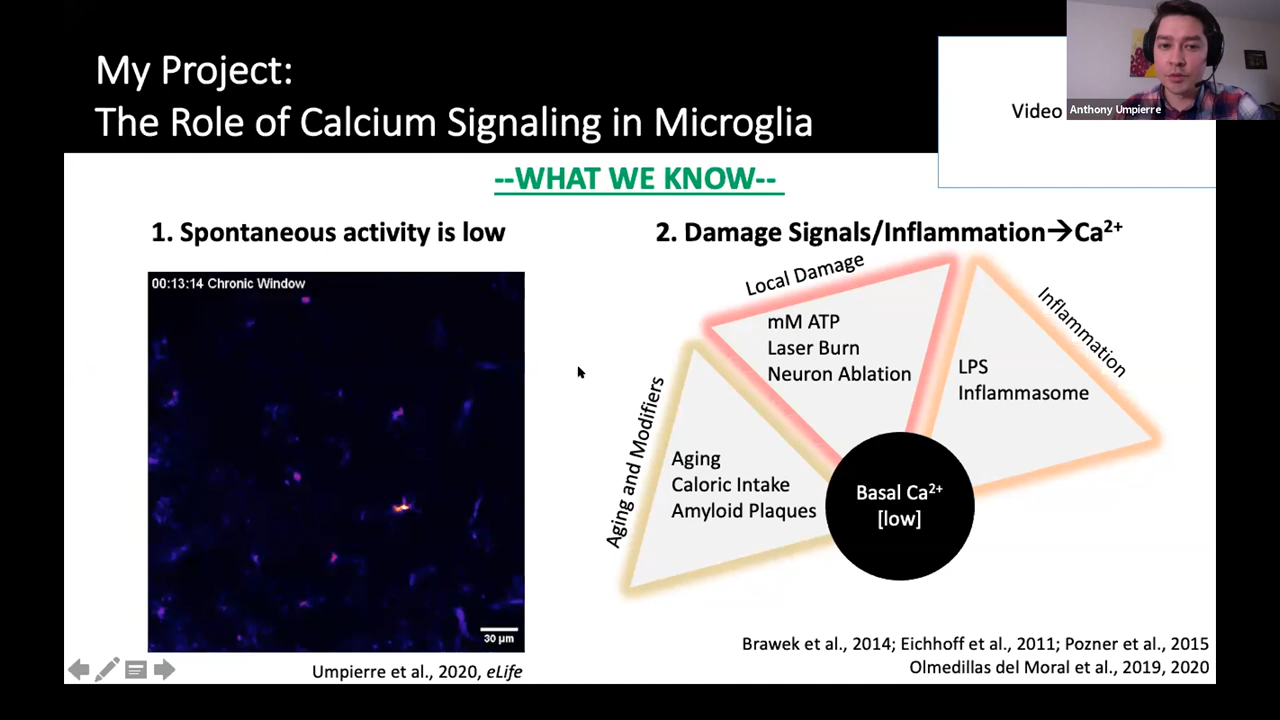 My Project:
The Role of Calcium Signaling in Microglia
Video
Anthony Umpierre
--WHAT WE KNOW--
1. Spontaneous activity is low
00:13:14 Chronic Window
30 μm
Umpierre et al., 2020, eLife
2. Damage Signals/Inflammation→Ca²⁺
Local Damage
mM ATP
Laser Burn
Neuron Ablation
Inflammation
LPS
Inflammasome
Aging and Modifiers
Aging
Caloric Intake
Amyloid Plaques
Basal Ca²⁺
[low]
Brawek et al., 2014; Eichhoff et al., 2011; Pozner et al., 2015
Olmedillas del Moral et al., 2019, 2020